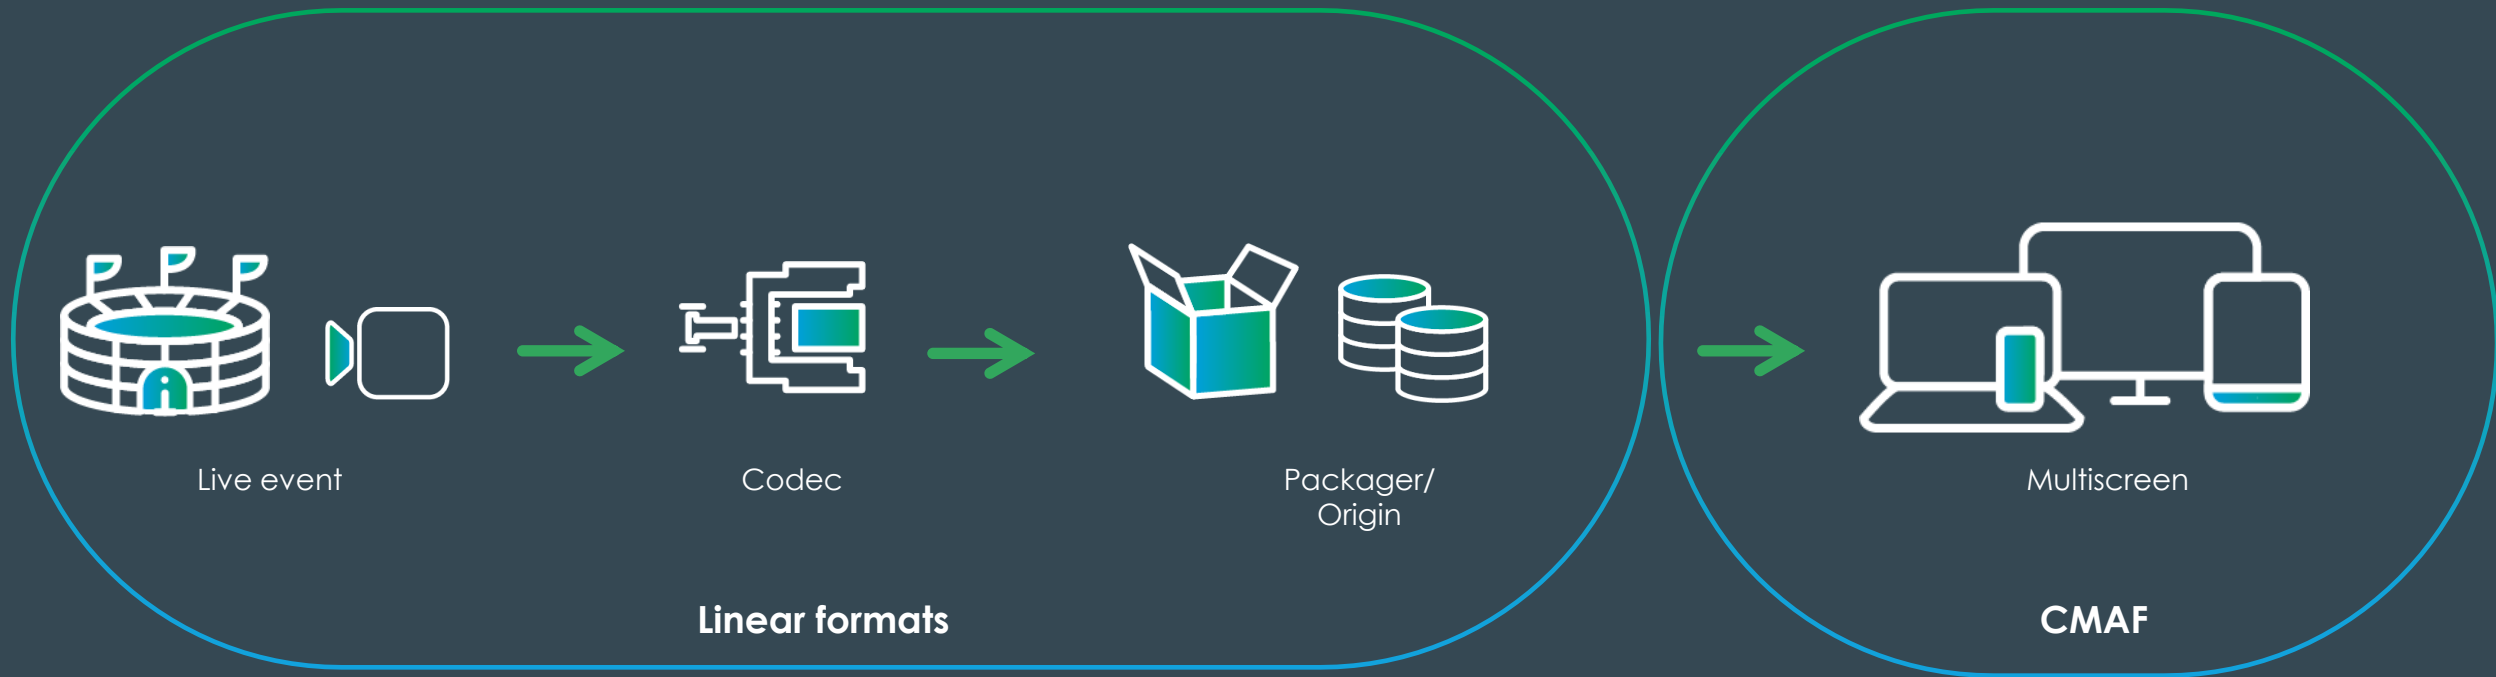 Live event
Codec
Packager/
Origin
Multiscreen
Linear formats
CMAF